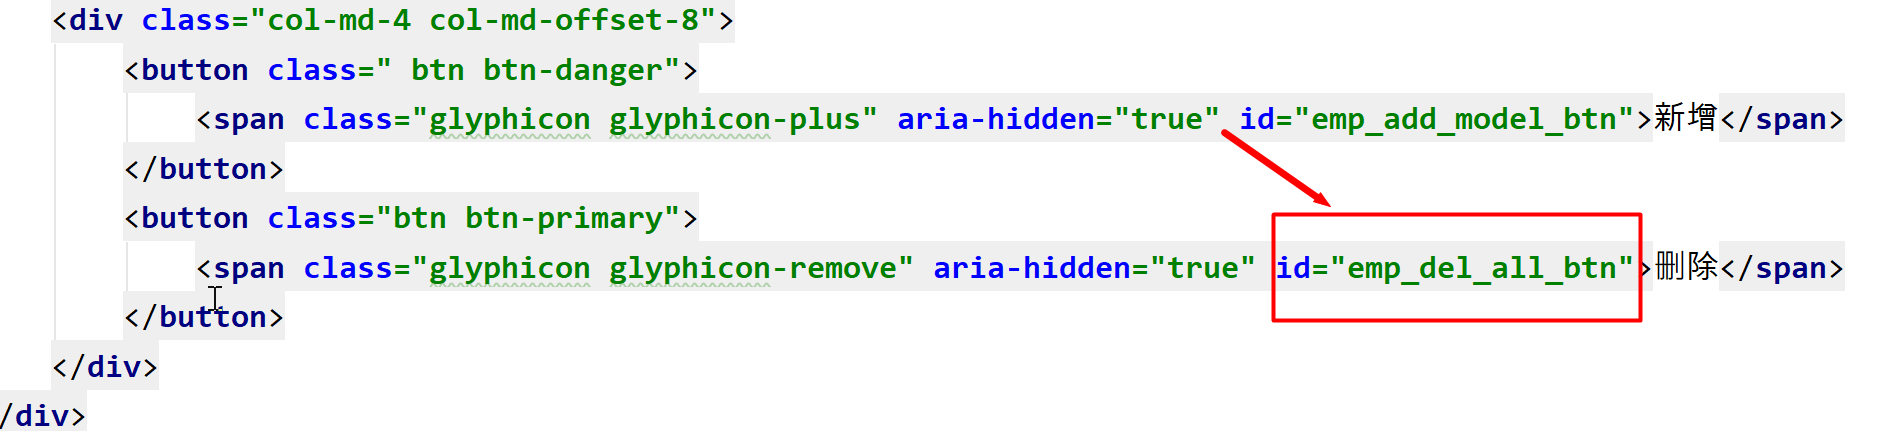 <div class="col-md-4 col-md-offset-8">
<button class=" btn btn-danger">
<span class="glyphicon glyphicon-plus" aria-hidden="true" id="emp_add_model_btn">新增</span>
</button>
<button class="btn btn-primary">
<span class="glyphicon glyphicon-remove" aria-hidden="true" id="emp_del_all_btn">删除</span>
</button>
</div>
/div>